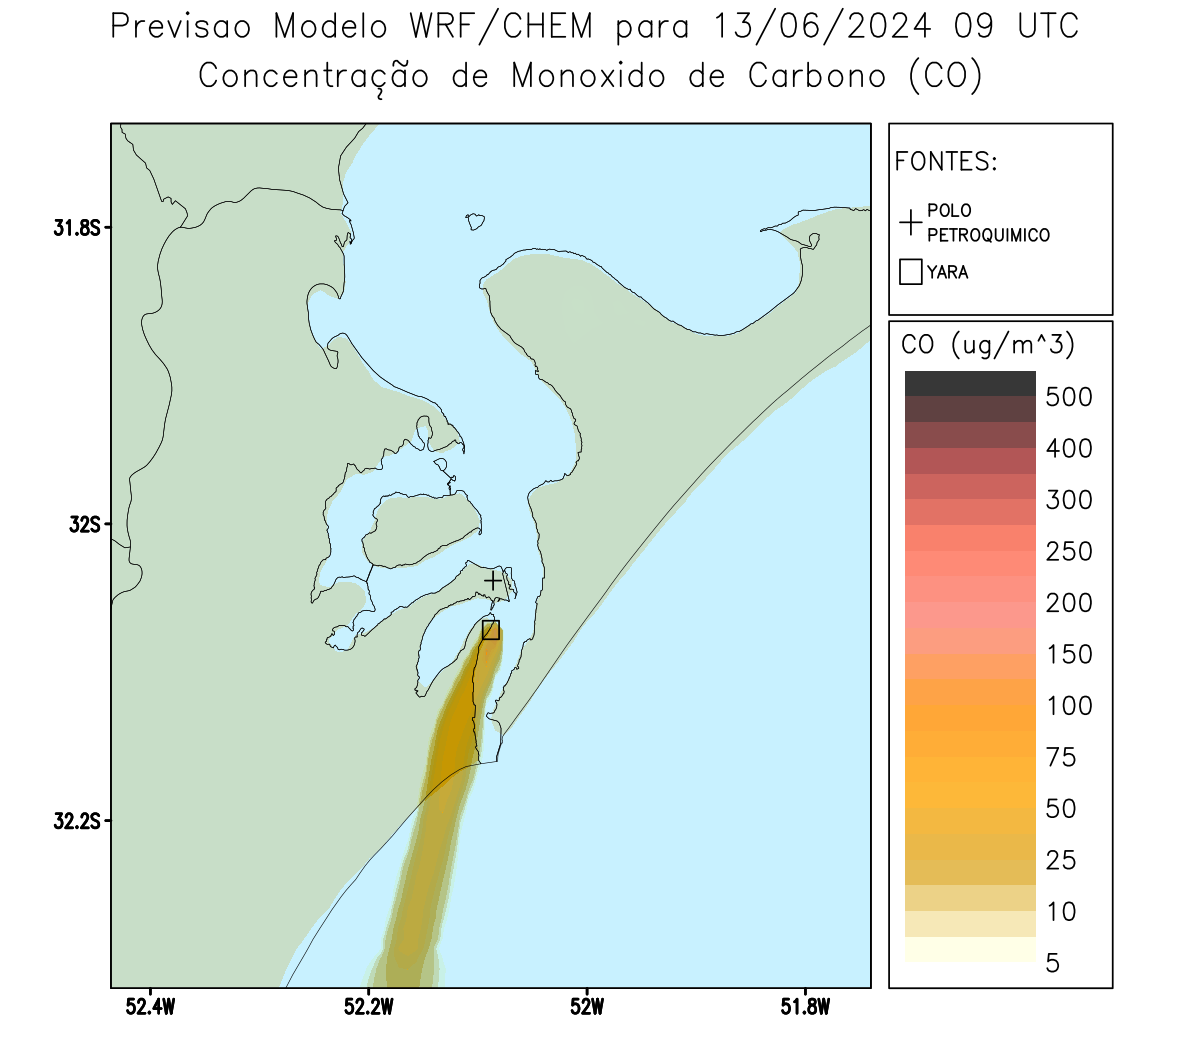 Previsao Modelo WRF/CHEM para 13/06/2024 09 UTC
Concentração de Monoxido de Carbono (CO)
FONTES:
POLO
PETROQUIMICO
YARA
CO (ug/m^3)
500
400
300
250
200
150
100
75
50
25
10
5
31.8S
32S
32.2S
52.4W
52.2W
52W
51.8W